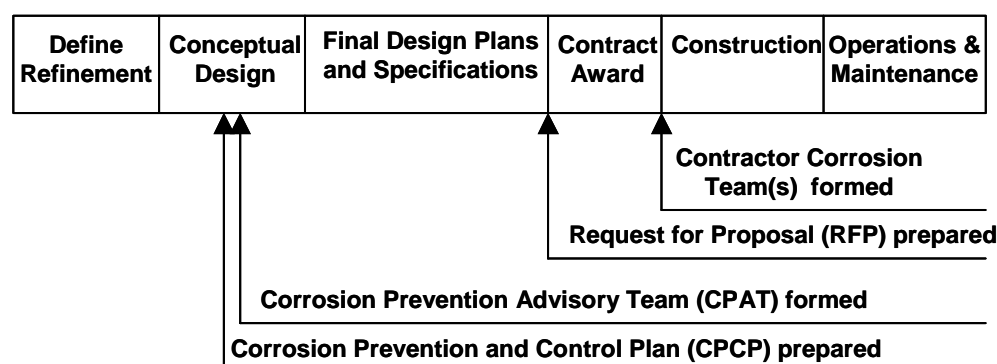 Define
Refinement
Conceptual
Design
Final Design Plans
and Specifications
Contract
Award
Construction
Operations &
Maintenance
Contractor Corrosion
Team(s) formed
Request for Proposal (RFP) prepared
Corrosion Prevention Advisory Team (CPAT) formed
Corrosion Prevention and Control Plan (CPCP) prepared